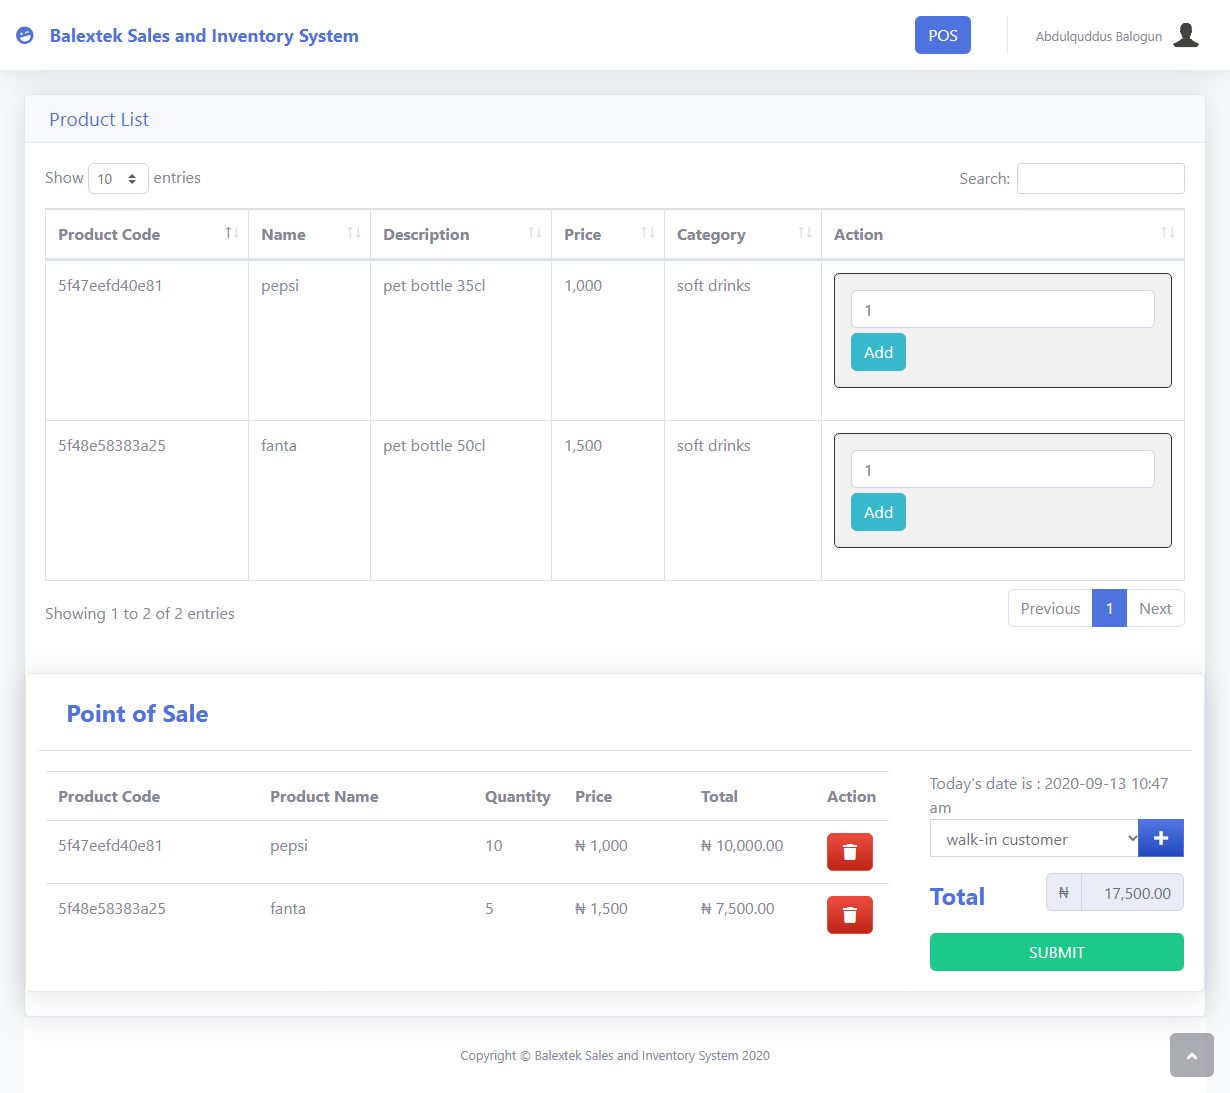 Balextek Sales and Inventory System
POS
Abdulquddus Balogun
Product List
Show 10 entries
Search:
Product Code Name Description Price Category Action
5f47eefd40e81 pepsi pet bottle 35cl 1,000 soft drinks
1
Add
5f48e58383a25 fanta pet bottle 50cl 1,500 soft drinks
1
Add
Showing 1 to 2 of 2 entries
Previous 1 Next
Point of Sale
Product Code Product Name Quantity Price Total Action
5f47eefd40e81 pepsi 10 ₦ 1,000 ₦ 10,000.00
5f48e58383a25 fanta 5 ₦ 1,500 ₦ 7,500.00
Today's date is : 2020-09-13 10:47
am
walk-in customer
Total ₦ 17,500.00
SUBMIT
Copyright © Balextek Sales and Inventory System 2020